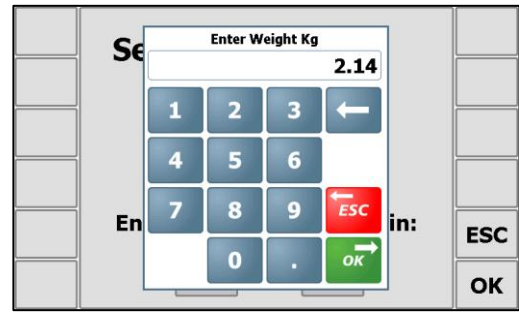 Se
Enter Weight Kg
2.14
1 2 3
4 5 6
7 8 9 ESC
En in:
ESC
0 . OK
OK